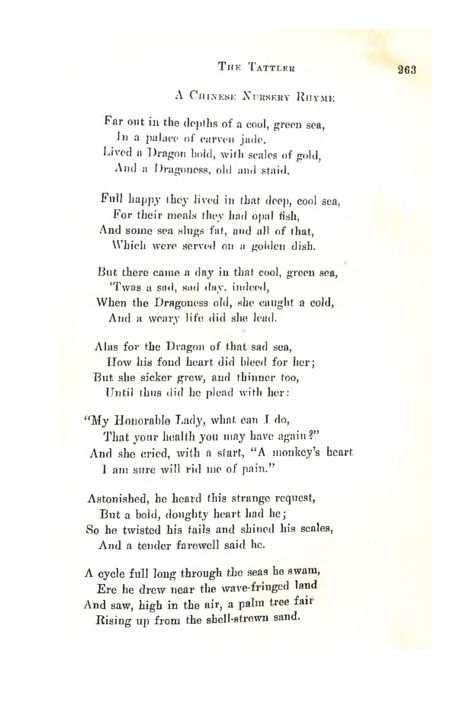 THE TATTLER 263
A CHINESE NURSERY RHYME
Far out in the depths of a cool, green sea,
In a palace of carven jade,
Lived a Dragon bold, with scales of gold,
And a Dragoness, old and staid.
Full happy they lived in that deep, cool sea,
For their meals they had opal fish,
And some sea slugs fat, and all of that,
Which were served on a golden dish.
But there came a day in that cool, green sea,
'Twas a sad, sad day, indeed,
When the Dragoness old, she caught a cold,
And a weary life did she lead.
Alas for the Dragon of that sad sea,
How his fond heart did bleed for her;
But she sicker grew, and thinner too,
Until thus did he plead with her:
"My Honorable Lady, what can I do,
That your health you may have again?"
And she cried, with a start, "A monkey's heart
I am sure will rid me of pain."
Astonished, he heard this strange request,
But a bold, doughty heart had he;
So he twisted his tails and shined his scales,
And a tender farewell said he.
A cycle full long through the seas he swam,
Ere he drew near the wave-fringed land
And saw, high in the air, a palm tree fair
Rising up from the shell-strewn sand.